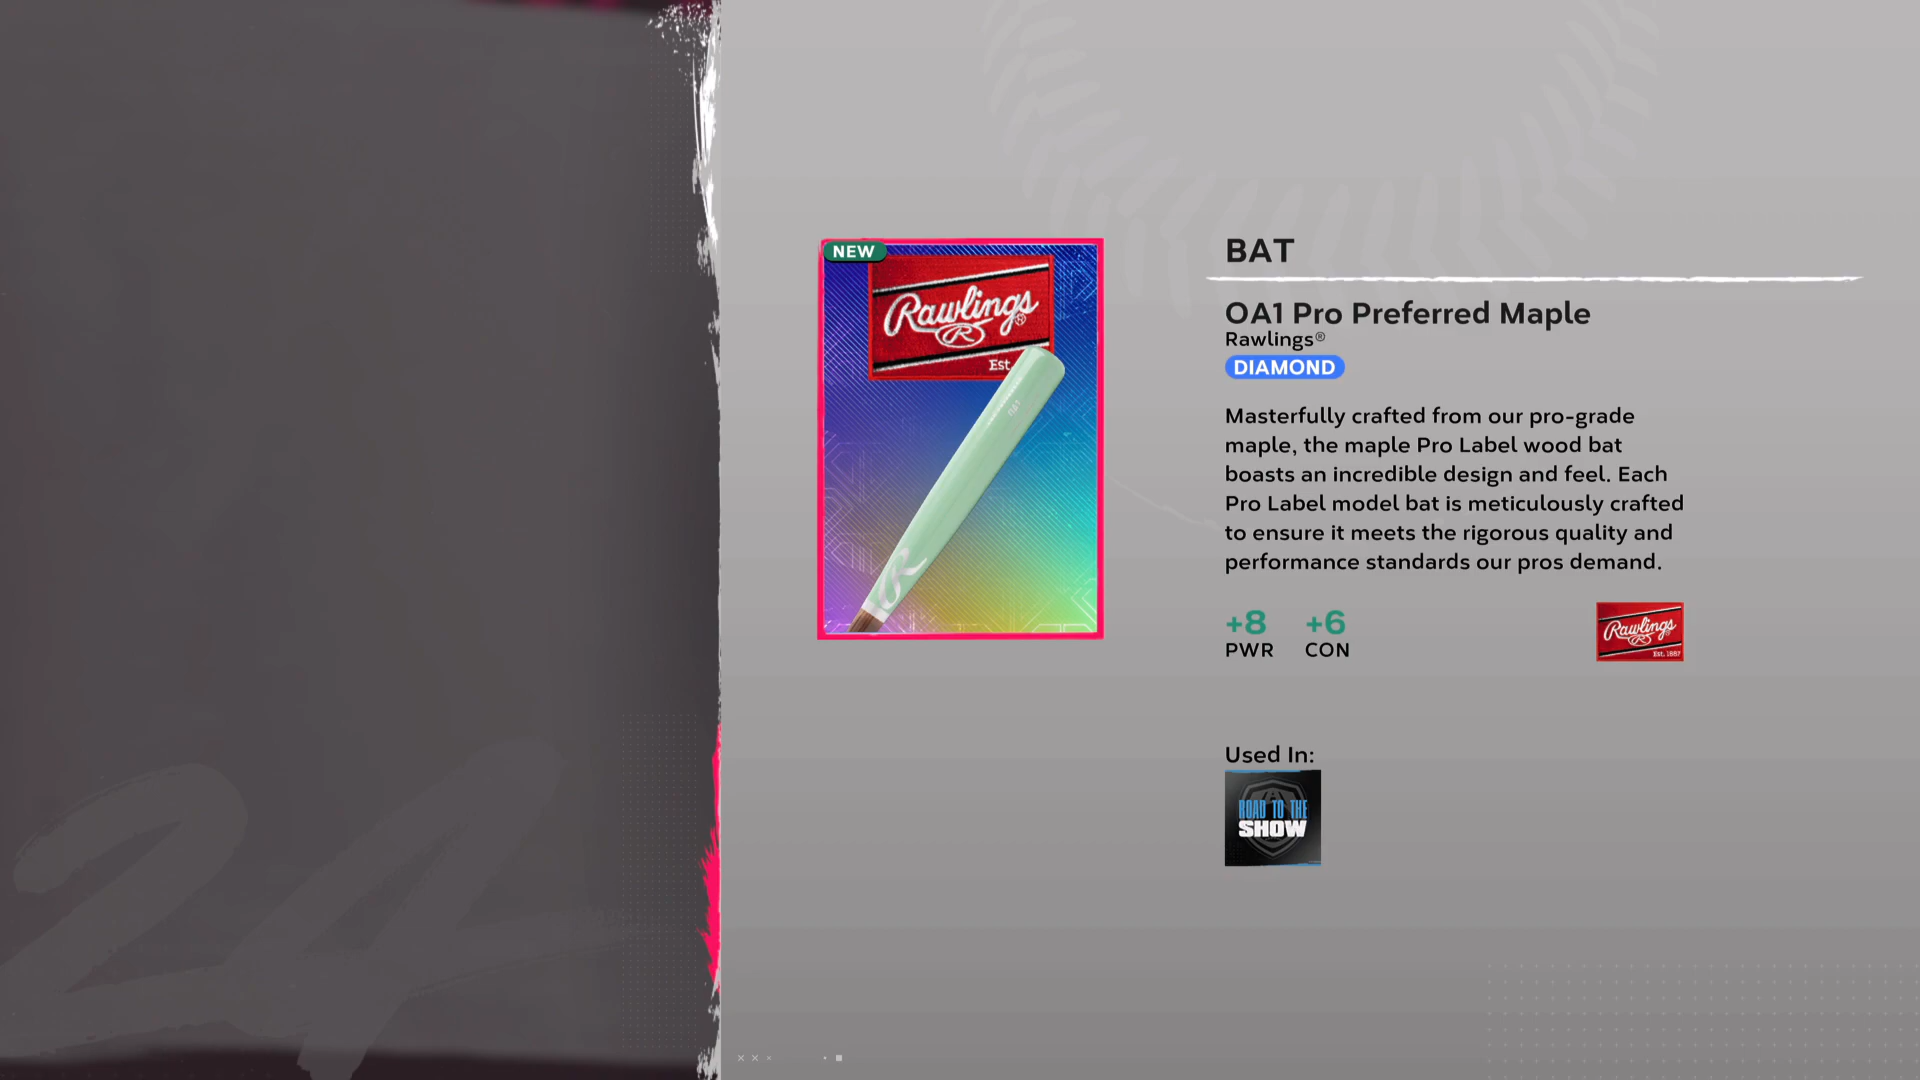 NEW
Rawlings®
R
Est.
OA1
R
BAT
OA1 Pro Preferred Maple
Rawlings®
DIAMOND
Masterfully crafted from our pro-grade
maple, the maple Pro Label wood bat
boasts an incredible design and feel. Each
Pro Label model bat is meticulously crafted
to ensure it meets the rigorous quality and
performance standards our pros demand.
+8 +6
PWR CON
Rawlings
R
Est. 1887
Used In:
ROAD TO THE
SHOW
24